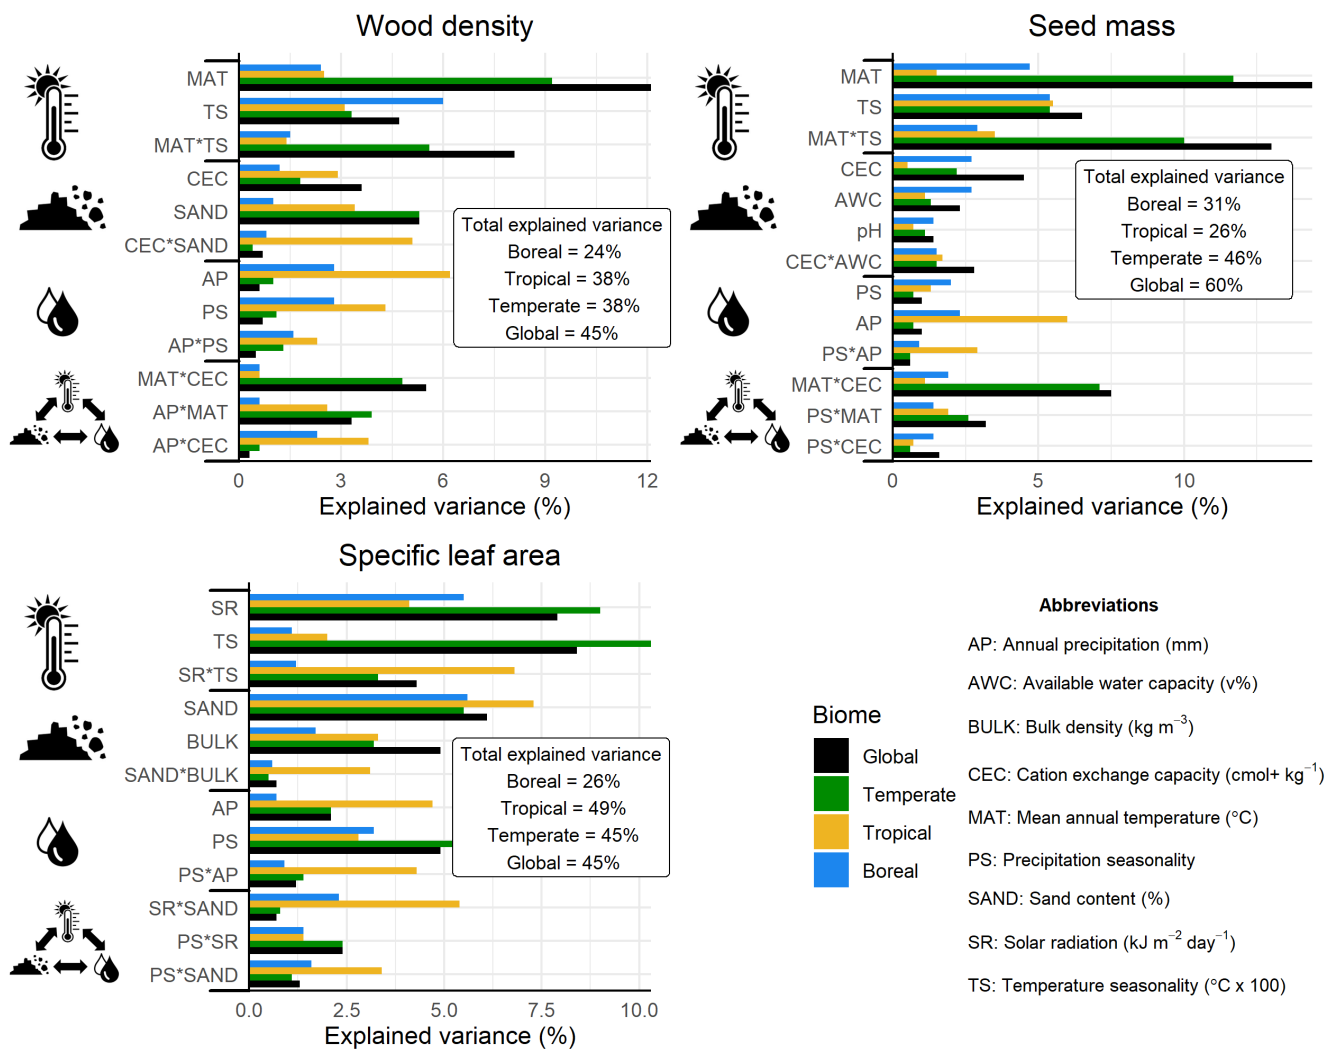 Wood density
MAT
TS
MAT*TS
CEC
SAND
CEC*SAND
AP
PS
AP*PS
MAT*CEC
AP*MAT
AP*CEC
Total explained variance
Boreal = 24%
Tropical = 38%
Temperate = 38%
Global = 45%
0 3 6 9 12
Explained variance (%)
Seed mass
MAT
TS
MAT*TS
CEC
AWC
pH
CEC*AWC
PS
AP
PS*AP
MAT*CEC
PS*MAT
PS*CEC
Total explained variance
Boreal = 31%
Tropical = 26%
Temperate = 46%
Global = 60%
0 5 10
Explained variance (%)
Specific leaf area
SR
TS
SR*TS
SAND
BULK
SAND*BULK
AP
PS
PS*AP
SR*SAND
PS*SR
PS*SAND
Total explained variance
Boreal = 26%
Tropical = 49%
Temperate = 45%
Global = 45%
0.0 2.5 5.0 7.5 10.0
Explained variance (%)
Biome
Global
Temperate
Tropical
Boreal
Abbreviations
AP: Annual precipitation (mm)
AWC: Available water capacity (v%)
BULK: Bulk density (kg m⁻³)
CEC: Cation exchange capacity (cmol+ kg⁻¹)
MAT: Mean annual temperature (°C)
PS: Precipitation seasonality
SAND: Sand content (%)
SR: Solar radiation (kJ m⁻² day⁻¹)
TS: Temperature seasonality (°C x 100)